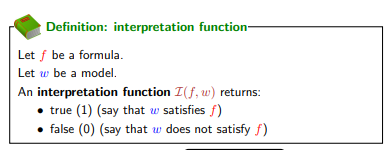 Definition: interpretation function
Let f be a formula.
Let w be a model.
An interpretation function I(f, w) returns:
• true (1) (say that w satisfies f)
• false (0) (say that w does not satisfy f)